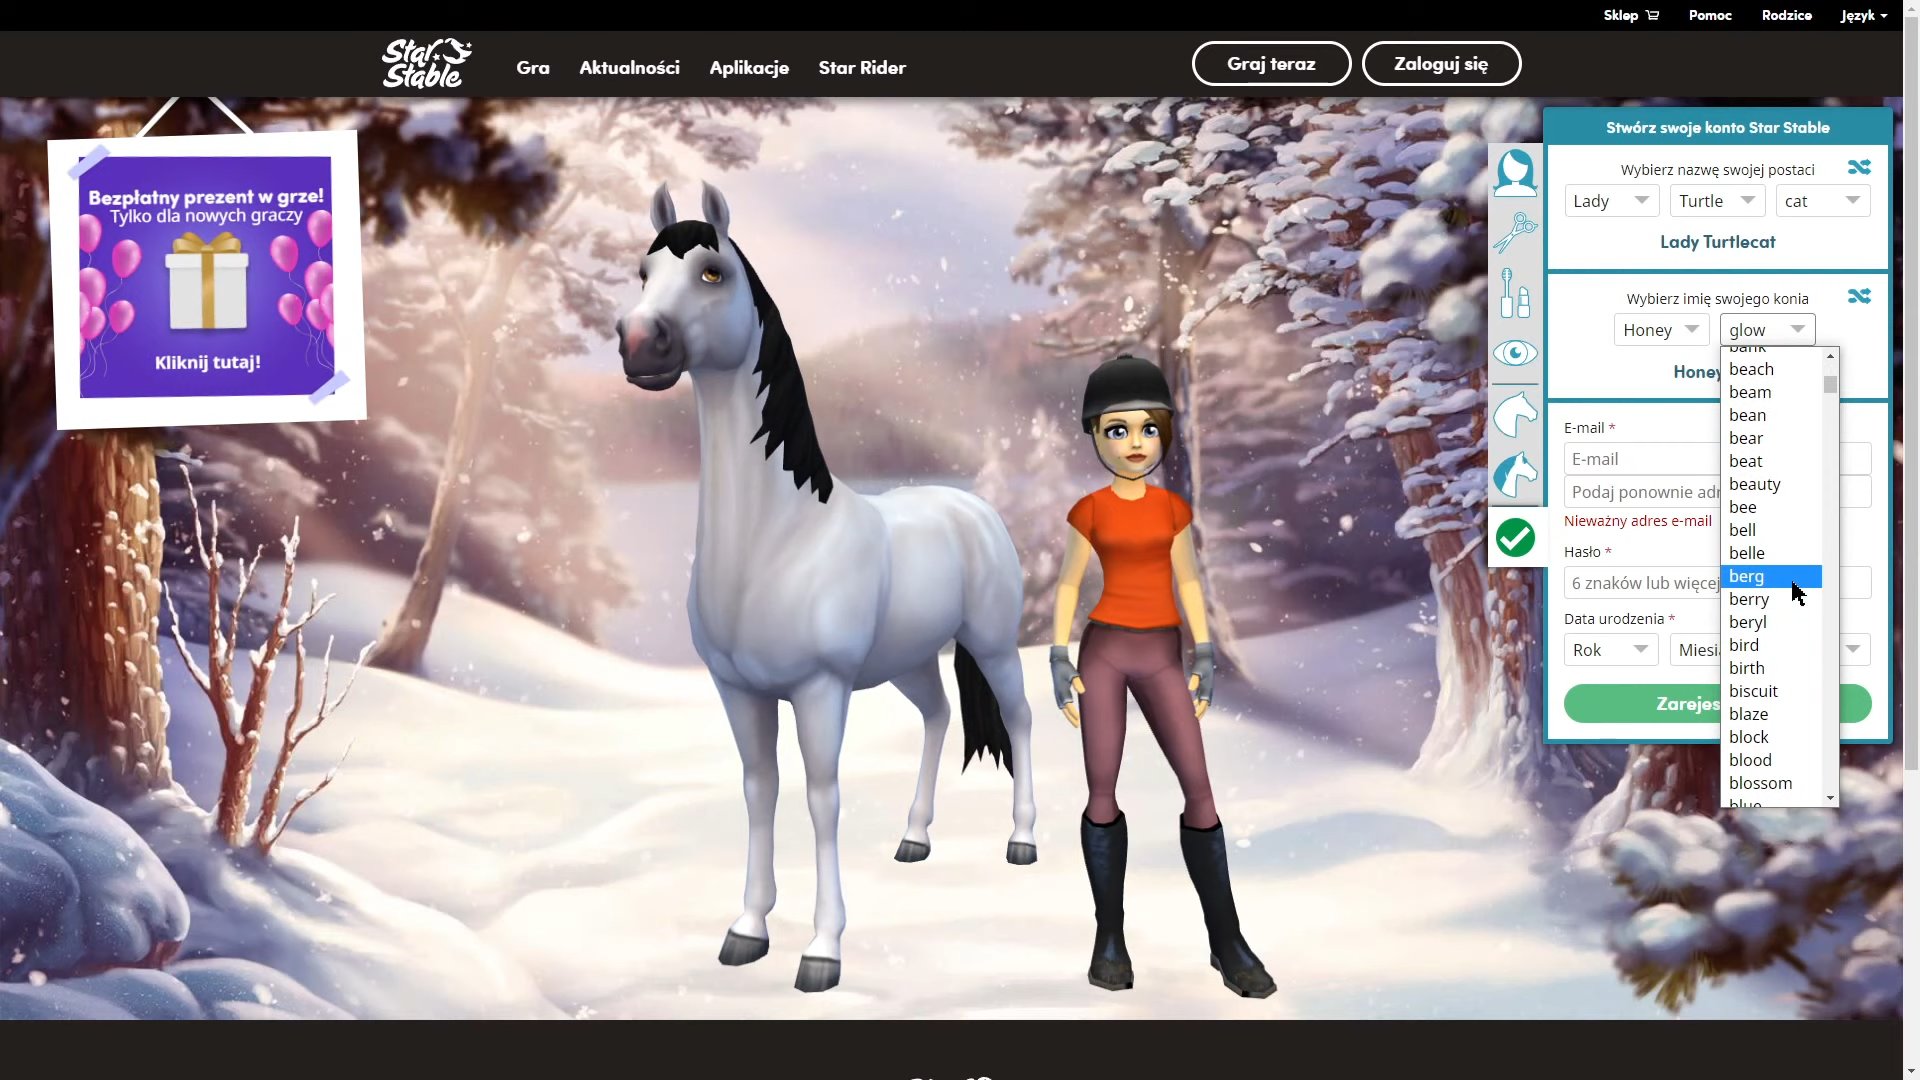 Sklep
Pomoc
Rodzice
Język
Star Stable
Gra
Aktualności
Aplikacje
Star Rider
Graj teraz
Zaloguj się
Bezpłatny prezent w grze!
Tylko dla nowych graczy
Kliknij tutaj!
Stwórz swoje konto Star Stable
Wybierz nazwę swojej postaci
Lady
Turtle
cat
Lady Turtlecat
Wybierz imię swojego konia
Honey
glow
Honey
bank
beach
beam
bean
bear
beat
beauty
bee
bell
belle
berg
berry
beryl
bird
birth
biscuit
blaze
block
blood
blossom
blue
E-mail *
E-mail
Podaj ponownie adr
Nieważny adres e-mail
Hasło *
6 znaków lub więcej
Data urodzenia *
Rok
Miesi
Zarejes